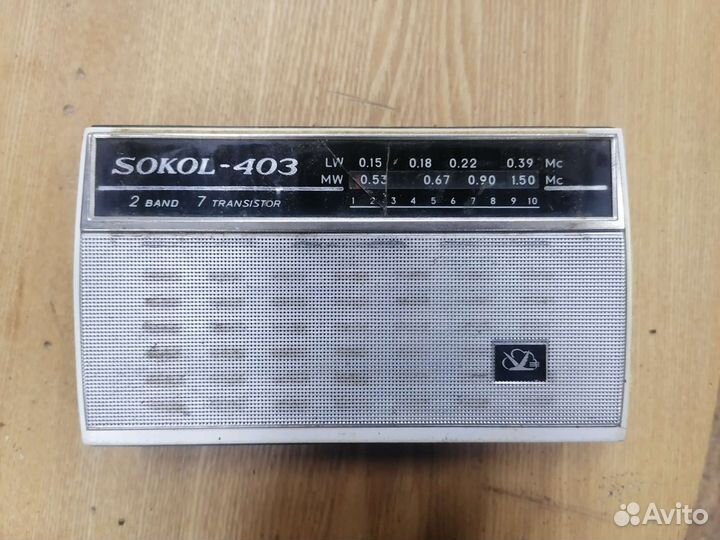 SOKOL-403
LW 0.15 0.18 0.22 0.39 Mc
MW 0.53 0.67 0.90 1.50 Mc
1 2 3 4 5 6 7 8 9 10
2 BAND 7 TRANSISTOR
Avito